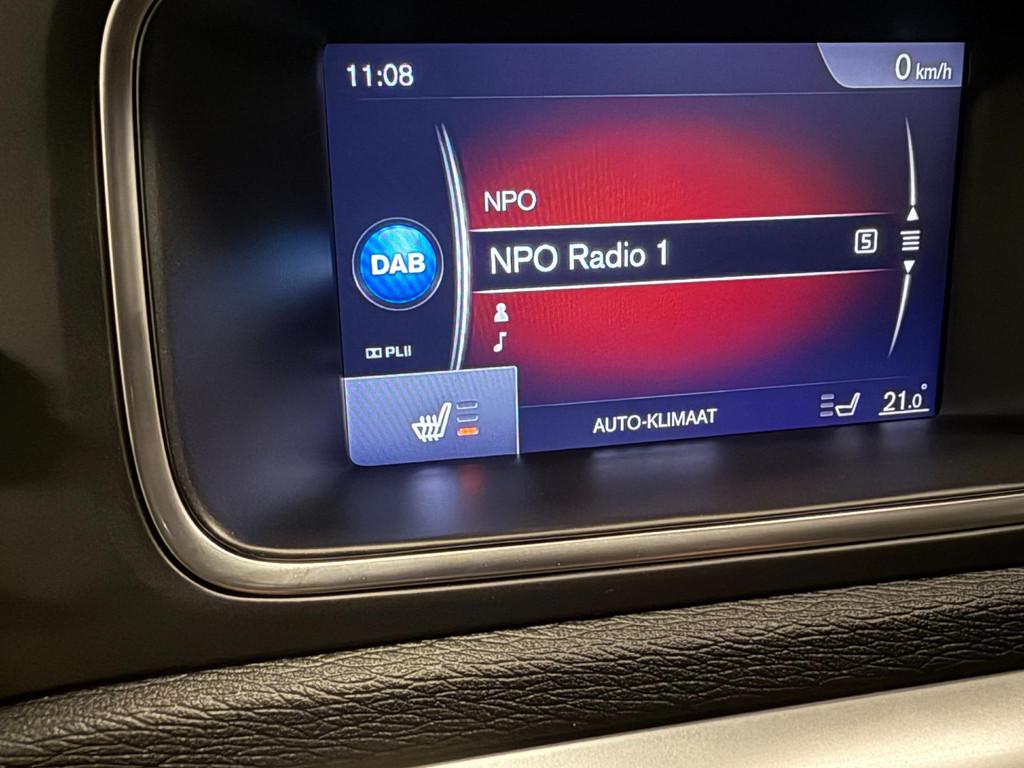 11:08
0 km/h
NPO
NPO Radio 1
5
DAB
PLII
AUTO-KLIMAAT
21.0°